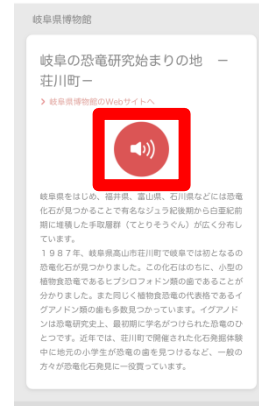 岐阜県博物館
岐阜の恐竜研究始まりの地　－
荘川町－
> 岐阜県博物館のWebサイトへ
岐阜県をはじめ、福井県、富山県、石川県などには恐竜
化石が見つかることで有名なジュラ紀後期から白亜紀前
期に堆積した手取層群（てとりそうぐん）が広く分布し
ています。
１９８７年、岐阜県高山市荘川町で岐阜では初となるの
恐竜化石が見つかりました。この化石はのちに、小型の
植物食恐竜であるヒプシロフォドン類の歯であることが
分かりました。また同じく植物食恐竜の代表格であるイ
グアノドン類の歯も多数見つかっています。イグアノド
ンは恐竜研究史上、最初期に学名がつけられた恐竜のひ
とつです。近年では、荘川町で開催された化石発掘体験
中に地元の小学生が恐竜の歯を見つけるなど、一般の
方々が恐竜化石発見に一役買っています。